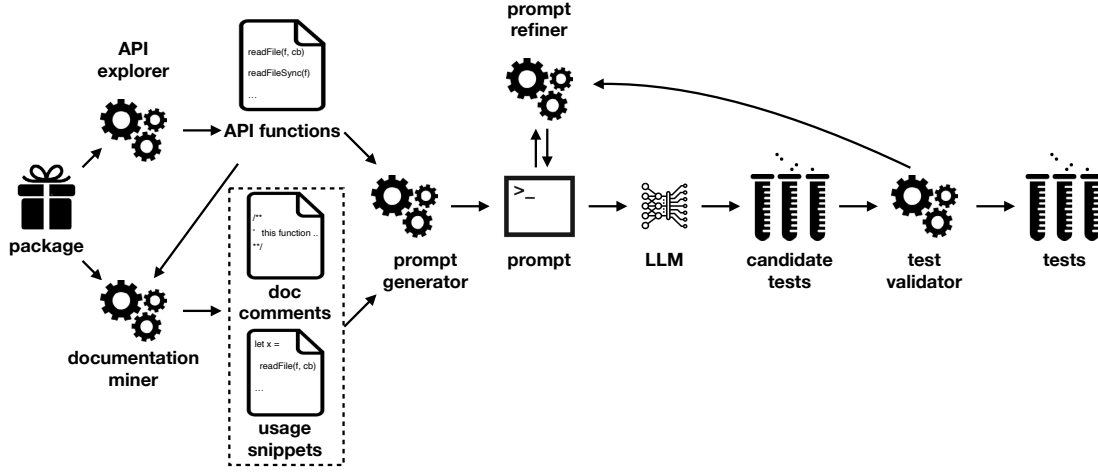 API
explorer
readFile(f, cb)
readFileSync(f)
...
API functions
package
documentation
miner
/**
* this function ..
**/
doc
comments
let x =
readFile(f, cb)
...
usage
snippets
prompt
generator
prompt
refiner
>_
prompt
LLM
candidate
tests
test
validator
tests